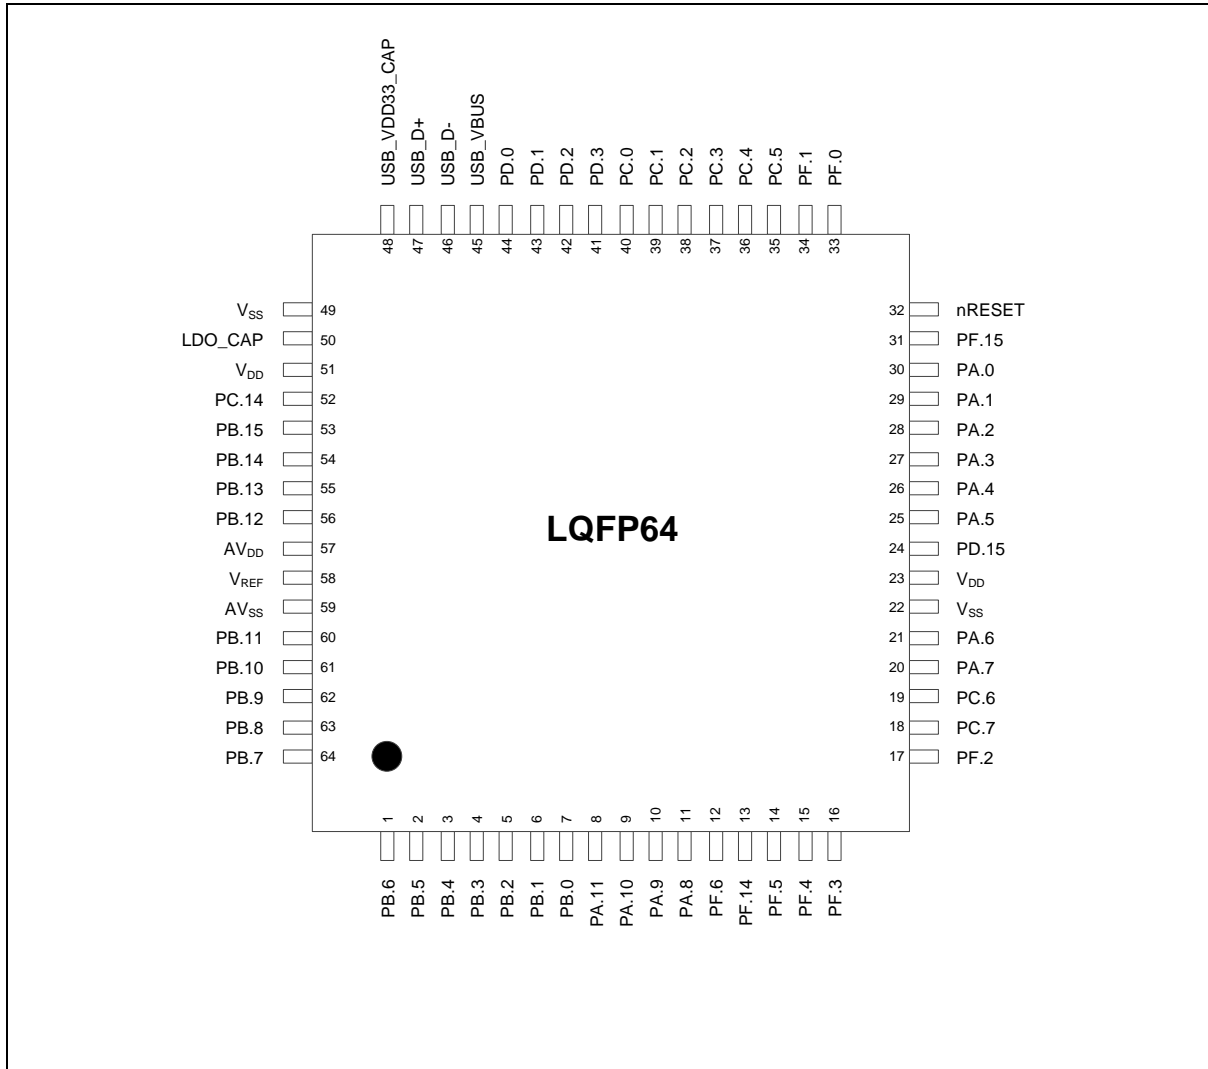 USB_VDD33_CAP
USB_D+
USB_D-
USB_VBUS
PD.0
PD.1
PD.2
PD.3
PC.0
PC.1
PC.2
PC.3
PC.4
PC.5
PF.1
PF.0
48
47
46
45
44
43
42
41
40
39
38
37
36
35
34
33
VSS 49
LDO_CAP 50
VDD 51
PC.14 52
PB.15 53
PB.14 54
PB.13 55
PB.12 56
AVDD 57
VREF 58
AVSS 59
PB.11 60
PB.10 61
PB.9 62
PB.8 63
PB.7 64
LQFP64
32 nRESET
31 PF.15
30 PA.0
29 PA.1
28 PA.2
27 PA.3
26 PA.4
25 PA.5
24 PD.15
23 VDD
22 VSS
21 PA.6
20 PA.7
19 PC.6
18 PC.7
17 PF.2
1
2
3
4
5
6
7
8
9
10
11
12
13
14
15
16
PB.6
PB.5
PB.4
PB.3
PB.2
PB.1
PB.0
PA.11
PA.10
PA.9
PA.8
PF.6
PF.14
PF.5
PF.4
PF.3